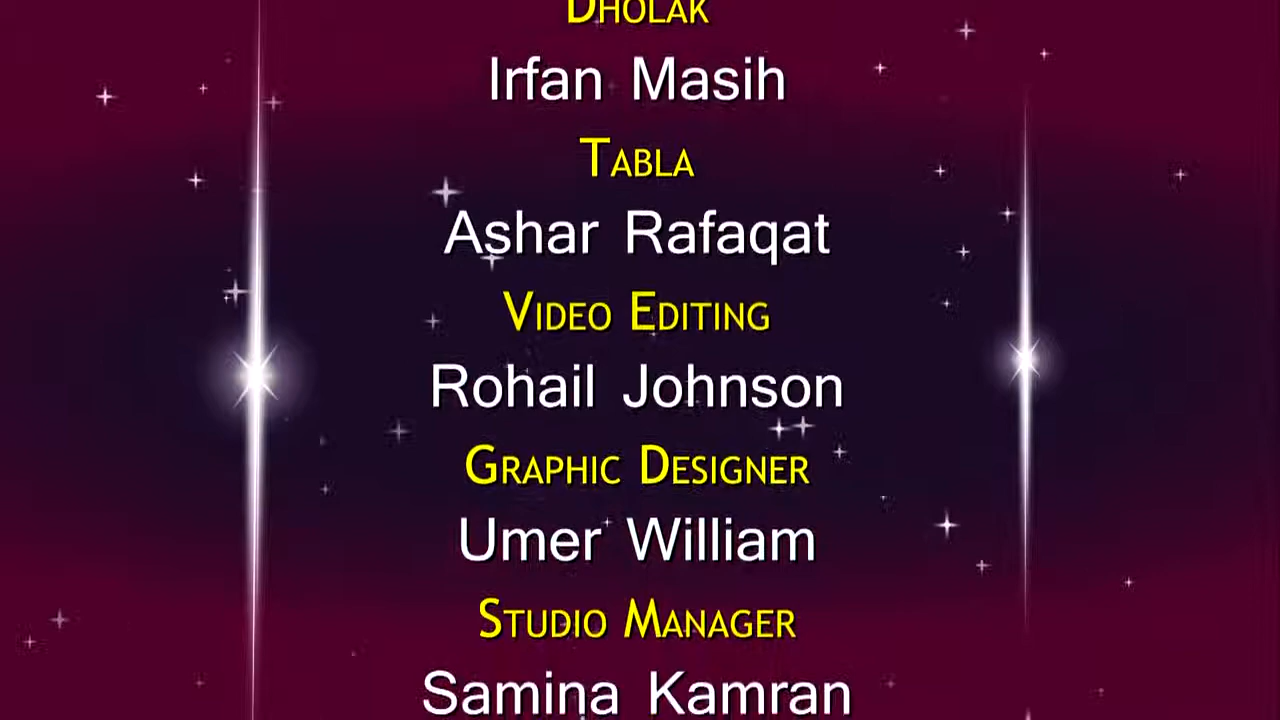 Dholak
Irfan Masih
Tabla
Ashar Rafaqat
Video Editing
Rohail Johnson
Graphic Designer
Umer William
Studio Manager
Samina Kamran